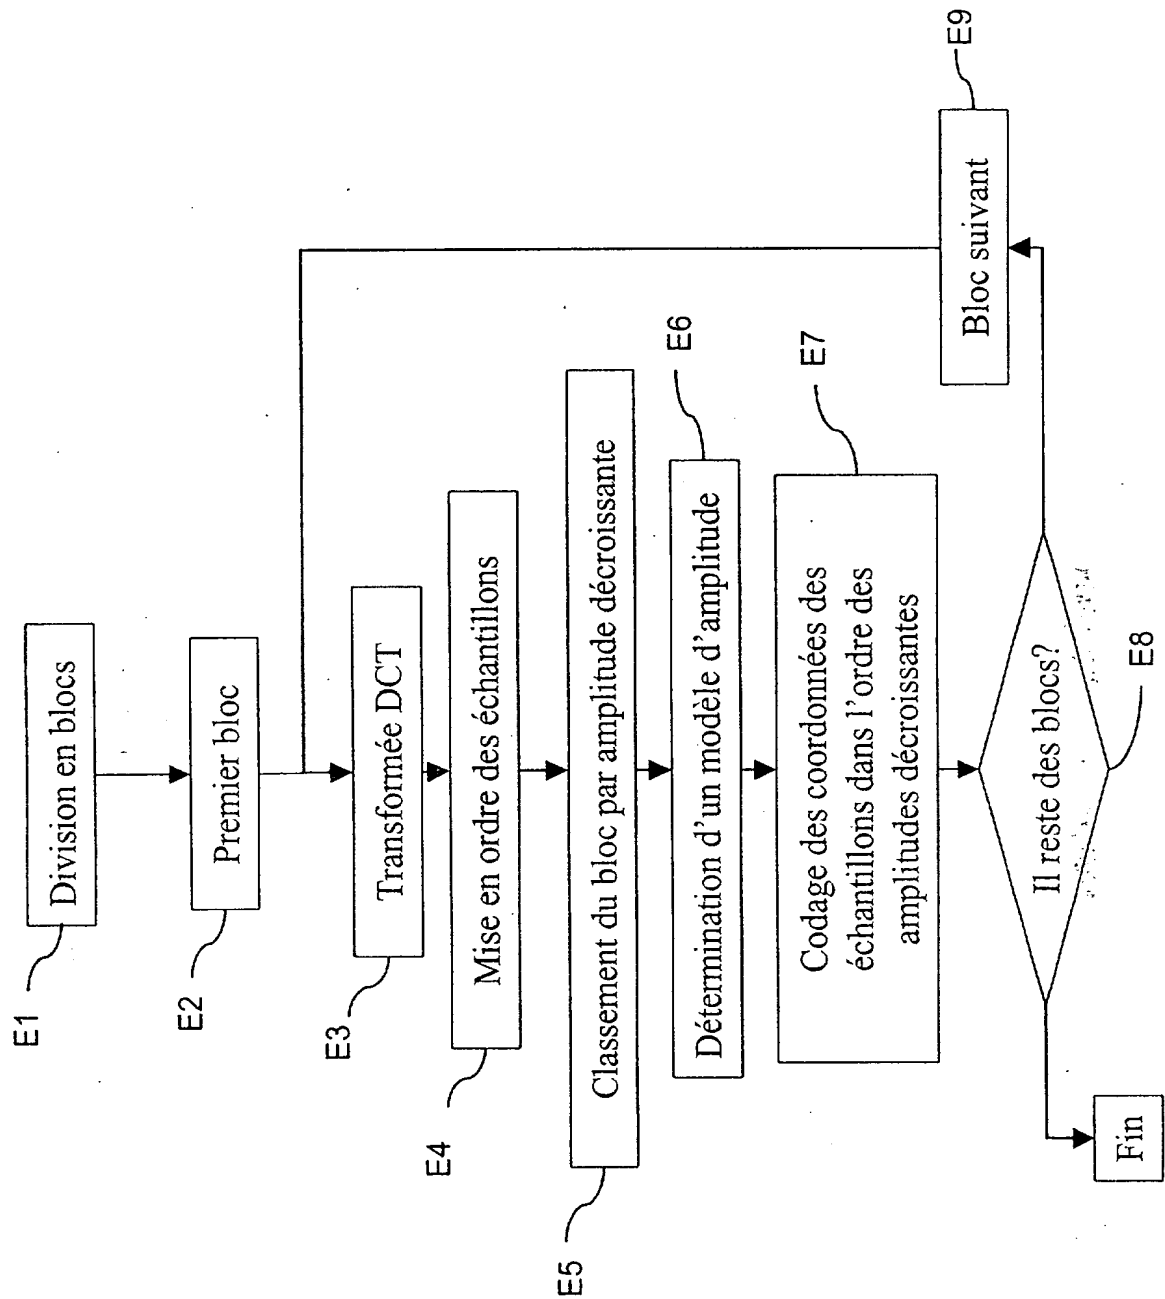 E1
Division en blocs
E2
Premier bloc
E3
Transformée DCT
E4
Mise en ordre des échantillons
E5
Classement du bloc par amplitude décroissante
E6
Détermination d'un modèle d'amplitude
E7
Codage des coordonnées des
échantillons dans l'ordre des
amplitudes décroissantes
Il reste des blocs?
E8
E9
Bloc suivant
Fin